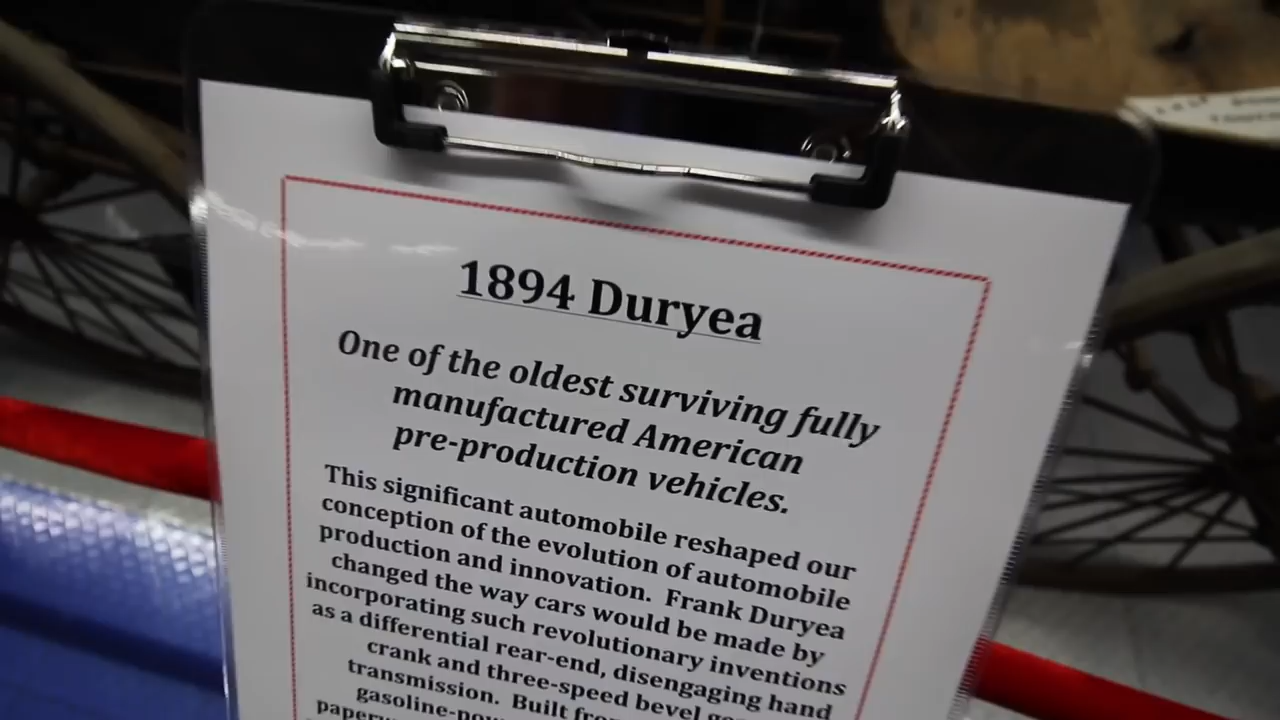 1894 Duryea
One of the oldest surviving fully
manufactured American
pre-production vehicles.
This significant automobile reshaped our
conception of the evolution of automobile
production and innovation. Frank Duryea
changed the way cars would be made by
incorporating such revolutionary inventions
as a differential rear-end, disengaging hand
crank and three-speed bevel
transmission. Built